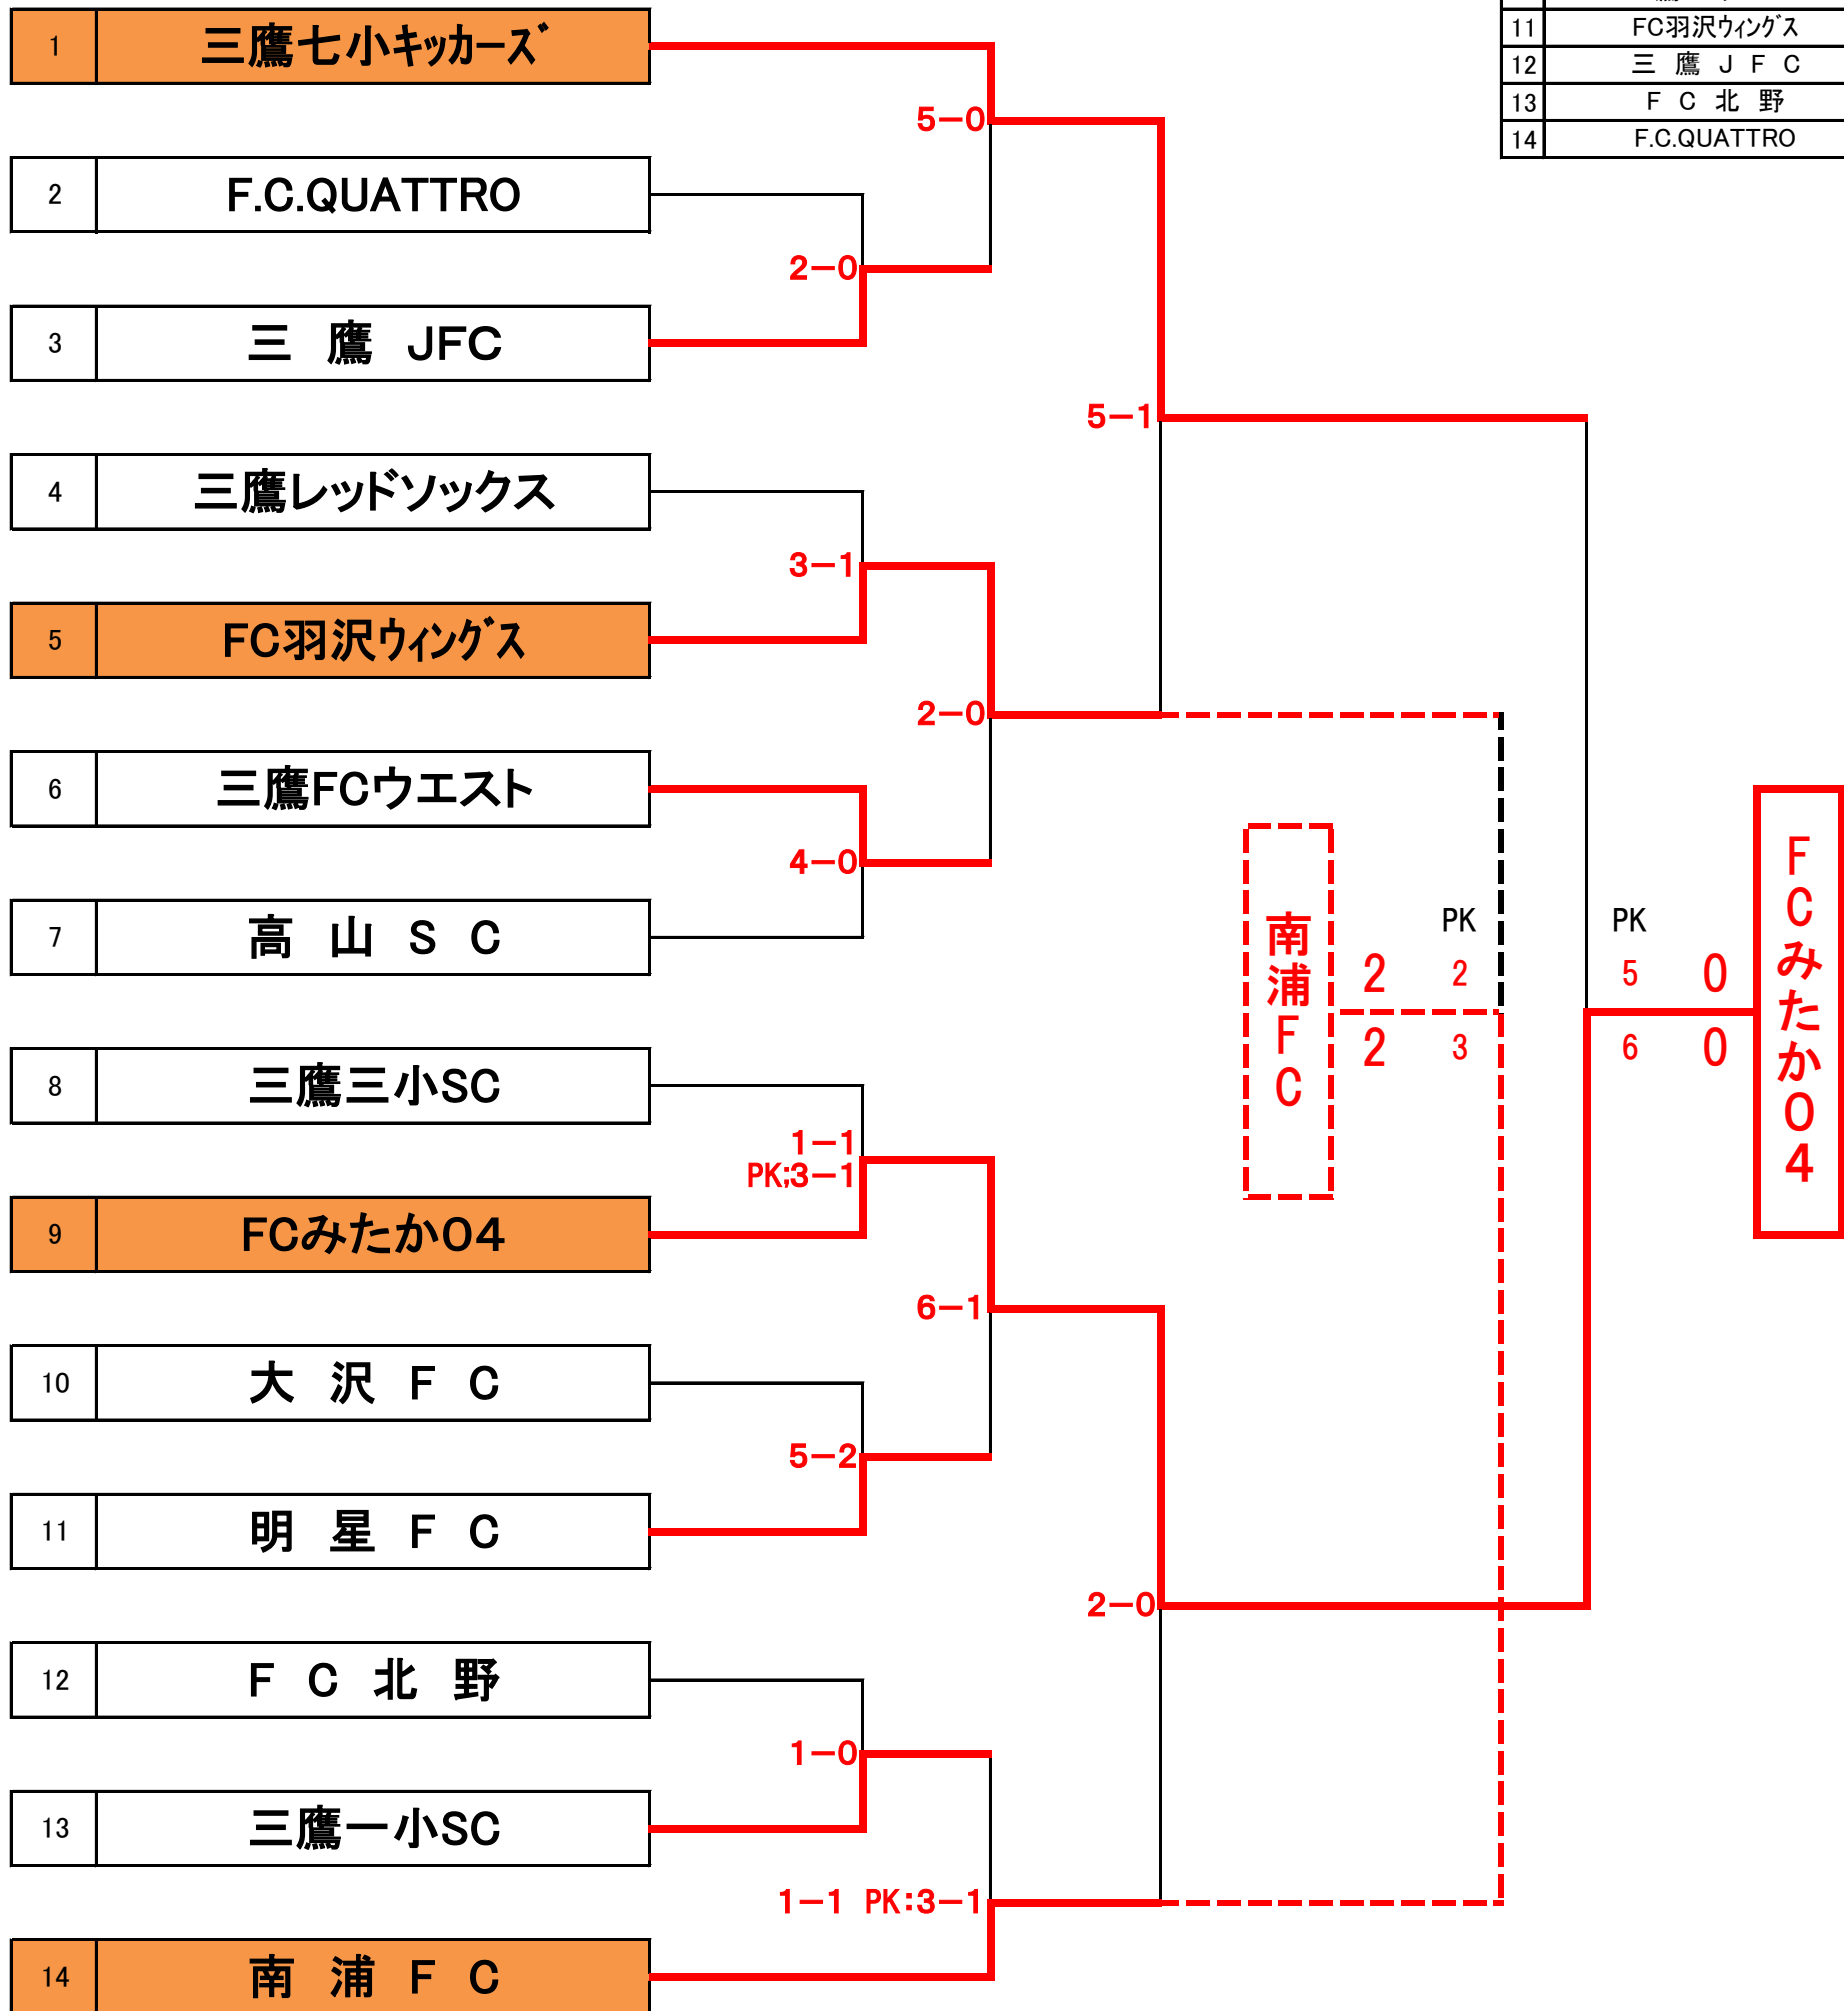 1 三鷹七小キッカーズ
5－0
2 F.C.QUATTRO
2－0
3 三 鷹 JFC
5－1
4 三鷹レッドソックス
3－1
5 FC羽沢ウィングス
2－0
6 三鷹FCウエスト
4－0
7 高 山 S C
8 三鷹三小SC
1－1
PK;3－1
9 FCみたか04
6－1
10 大 沢 F C
5－2
11 明 星 F C
2－0
12 F C 北 野
1－0
13 三鷹一小SC
1－1 PK:3－1
14 南 浦 F C
南浦FC
PK
2 2
2 3
PK
5 0
6 0
FCみたか04
11 FC羽沢ウィングス
12 三 鷹 J F C
13 F C 北 野
14 F.C.QUATTRO